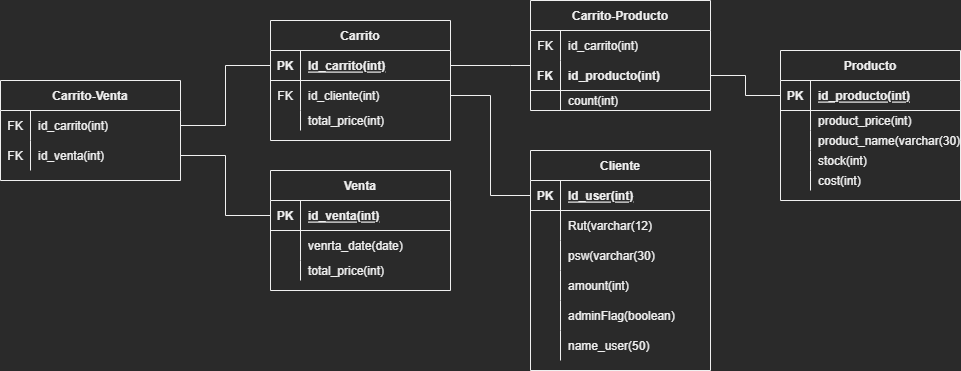 Carrito-Venta
FK id_carrito(int)
FK id_venta(int)
Carrito
PK Id_carrito(int)
FK id_cliente(int)
total_price(int)
Venta
PK id_venta(int)
venrta_date(date)
total_price(int)
Carrito-Producto
FK id_carrito(int)
FK id_producto(int)
count(int)
Cliente
PK Id_user(int)
Rut(varchar(12)
psw(varchar(30)
amount(int)
adminFlag(boolean)
name_user(50)
Producto
PK id_producto(int)
product_price(int)
product_name(varchar(30)
stock(int)
cost(int)